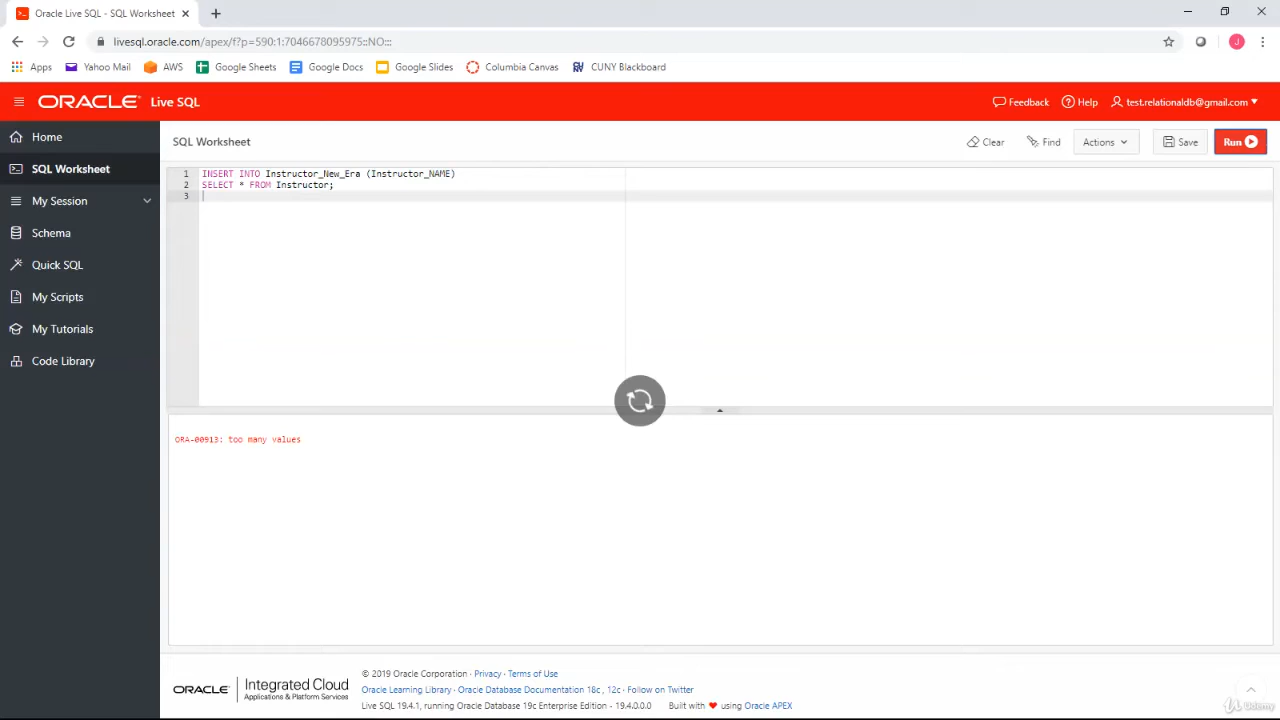 Oracle Live SQL - SQL Worksheet
livesql.oracle.com/apex/f?p=590:1:7046678095975::NO:::
J
Apps Yahoo Mail AWS Google Sheets Google Docs Google Slides Columbia Canvas CUNY Blackboard
ORACLE Live SQL Feedback Help test.relationaldb@gmail.com
Home
SQL Worksheet
My Session
Schema
Quick SQL
My Scripts
My Tutorials
Code Library
SQL Worksheet Clear Find Actions Save Run
1 INSERT INTO Instructor_New_Era (Instructor_NAME)
2 SELECT * FROM Instructor;
3
ORA-00913: too many values
ORACLE Integrated Cloud
Applications & Platform Services
© 2019 Oracle Corporation · Privacy · Terms of Use
Oracle Learning Library · Oracle Database Documentation 18c , 12c · Follow on Twitter
Live SQL 19.4.1, running Oracle Database 19c Enterprise Edition - 19.4.0.0.0 Built with ❤ using Oracle APEX
Udemy